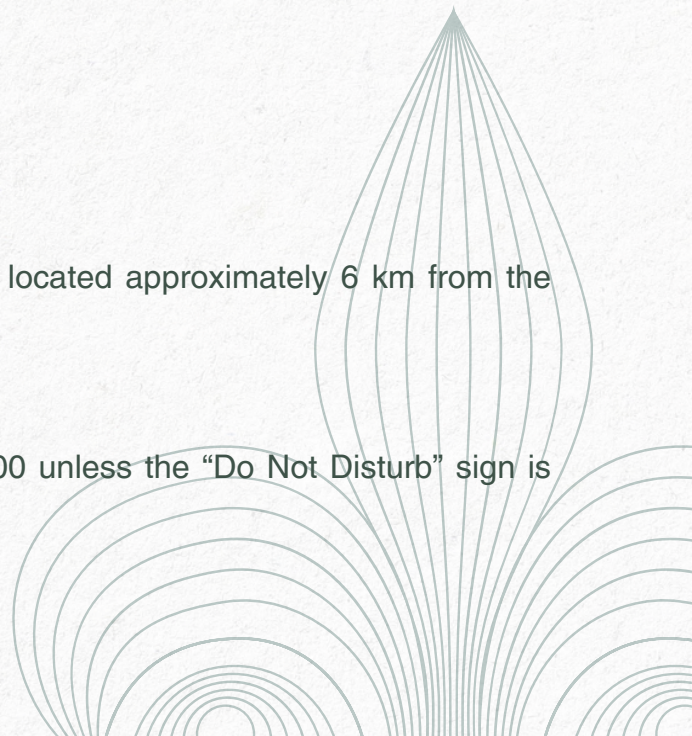 located approximately 6 km from the
00 unless the “Do Not Disturb” sign is